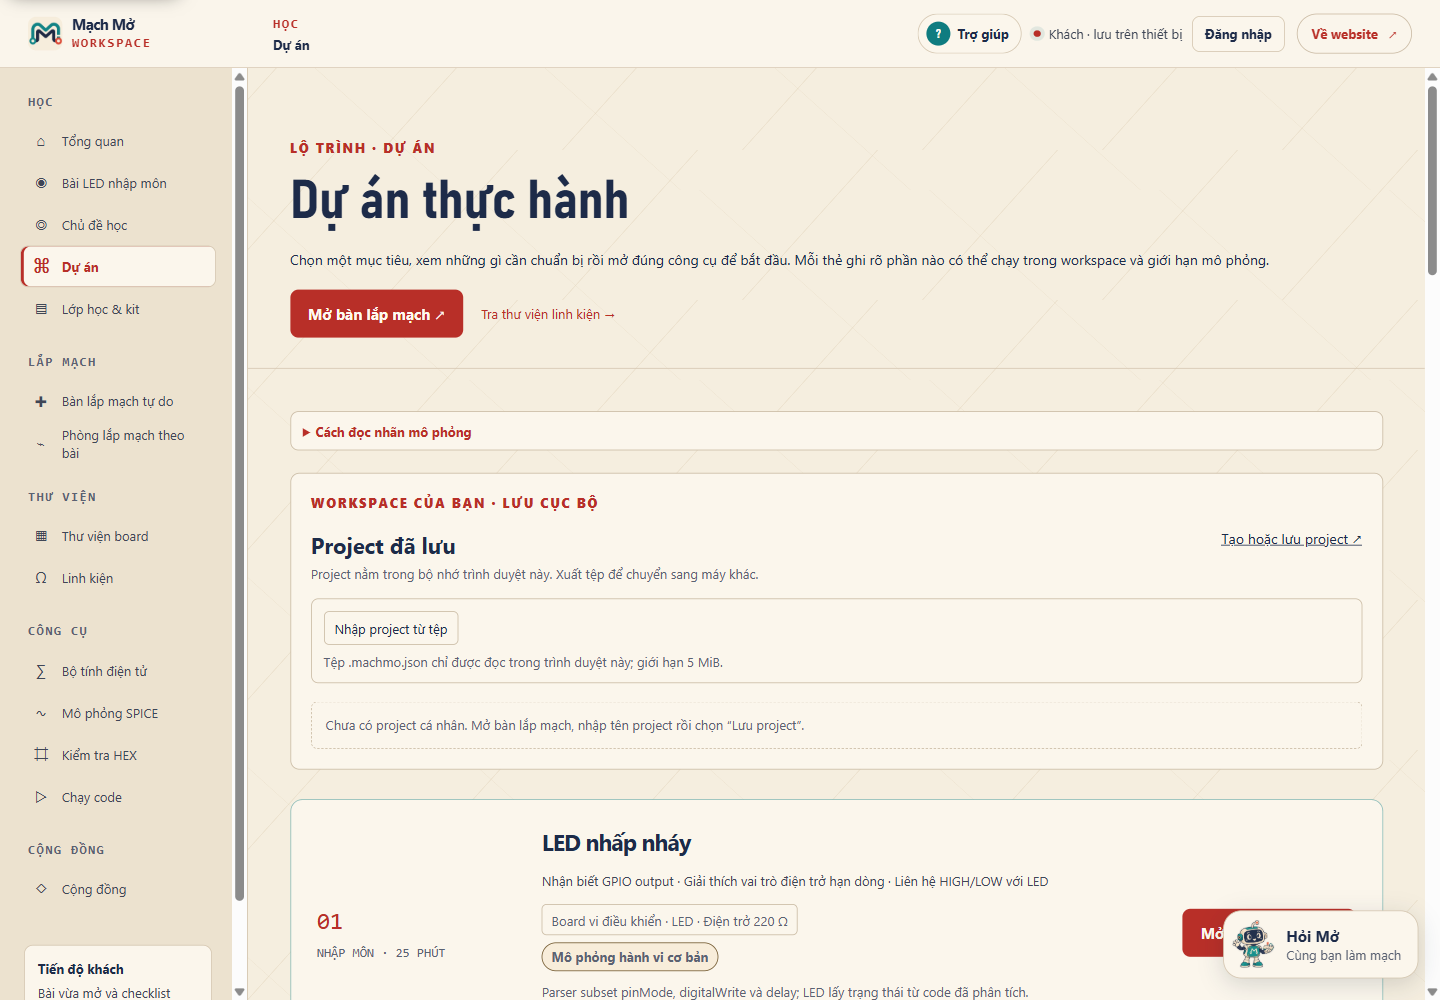 Mạch Mở
WORKSPACE
HỌC
Dự án
? Trợ giúp
Khách · lưu trên thiết bị
Đăng nhập
Về website ↗
HỌC
Tổng quan
Bài LED nhập môn
Chủ đề học
Dự án
Lớp học & kit
LẮP MẠCH
Bàn lắp mạch tự do
Phòng lắp mạch theo
bài
THƯ VIỆN
Thư viện board
Linh kiện
CÔNG CỤ
Bộ tính điện tử
Mô phỏng SPICE
Kiểm tra HEX
Chạy code
CỘNG ĐỒNG
Cộng đồng
Tiến độ khách
Bài vừa mở và checklist
LỘ TRÌNH · DỰ ÁN
Dự án thực hành
Chọn một mục tiêu, xem những gì cần chuẩn bị rồi mở đúng công cụ để bắt đầu. Mỗi thẻ ghi rõ phần nào có thể chạy trong workspace và giới hạn mô phỏng.
Mở bàn lắp mạch ↗
Tra thư viện linh kiện →
▶ Cách đọc nhãn mô phỏng
WORKSPACE CỦA BẠN · LƯU CỤC BỘ
Project đã lưu
Tạo hoặc lưu project ↗
Project nằm trong bộ nhớ trình duyệt này. Xuất tệp để chuyển sang máy khác.
Nhập project từ tệp
Tệp .machmo.json chỉ được đọc trong trình duyệt này; giới hạn 5 MiB.
Chưa có project cá nhân. Mở bàn lắp mạch, nhập tên project rồi chọn “Lưu project”.
01
NHẬP MÔN · 25 PHÚT
LED nhấp nháy
Nhận biết GPIO output · Giải thích vai trò điện trở hạn dòng · Liên hệ HIGH/LOW với LED
Board vi điều khiển · LED · Điện trở 220 Ω
Mô phỏng hành vi cơ bản
Parser subset pinMode, digitalWrite và delay; LED lấy trạng thái từ code đã phân tích.
Hỏi Mở
Cùng bạn làm mạch